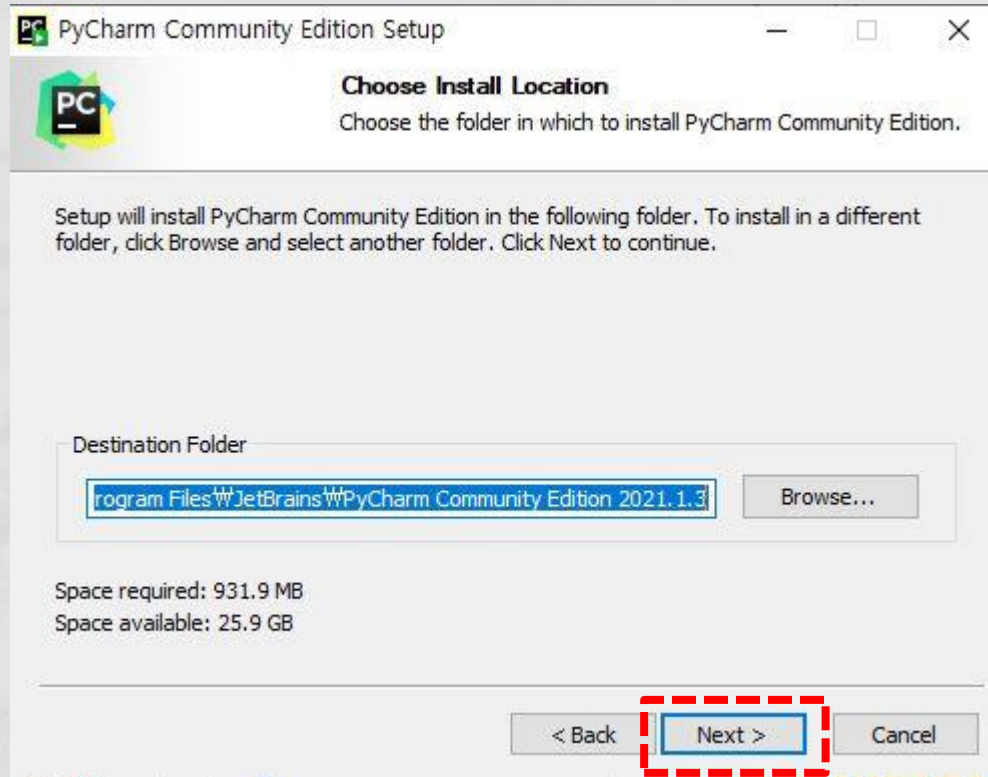 PyCharm Community Edition Setup
PC
Choose Install Location
Choose the folder in which to install PyCharm Community Edition.
Setup will install PyCharm Community Edition in the following folder. To install in a different
folder, click Browse and select another folder. Click Next to continue.
Destination Folder
rogram Files₩JetBrains₩PyCharm Community Edition 2021.1.3
Browse...
Space required: 931.9 MB
Space available: 25.9 GB
< Back
Next >
Cancel